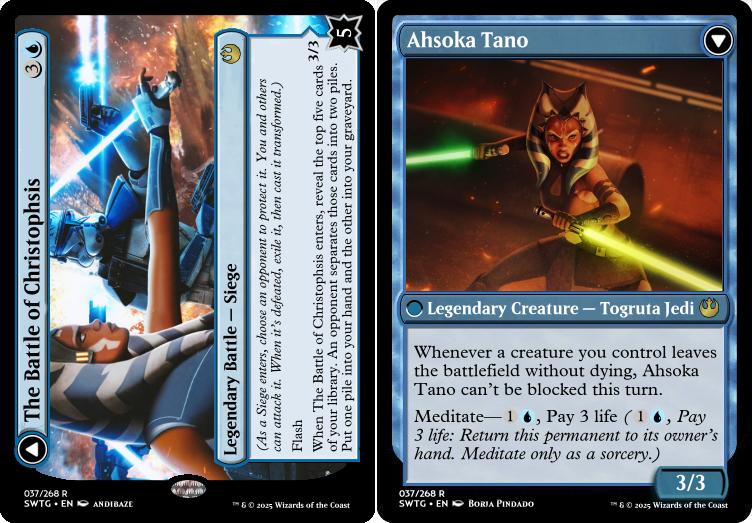 The Battle of Christophsis
3
Legendary Battle — Siege
(As a Siege enters, choose an opponent to protect it. You and others
can attack it. When it's defeated, exile it, then cast it transformed.)
Flash
When The Battle of Christophsis enters, reveal the top five cards
of your library. An opponent separates those cards into two piles.
Put one pile into your hand and the other into your graveyard.
3/3
5
037/268 R
SWTG • EN ANDIBAZE
™ & © 2025 Wizards of the Coast
Ahsoka Tano
Legendary Creature — Togruta Jedi
Whenever a creature you control leaves
the battlefield without dying, Ahsoka
Tano can't be blocked this turn.
Meditate— 1 , Pay 3 life ( 1 , Pay
3 life: Return this permanent to its owner's
hand. Meditate only as a sorcery.)
3/3
037/268 R
SWTG • EN BORJA PINDADO
™ & © 2025 Wizards of the Coast